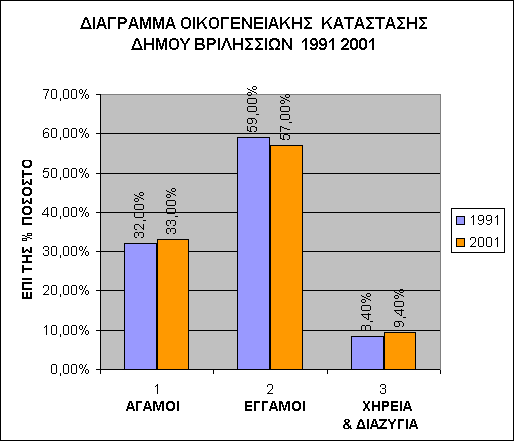 ΔΙΑΓΡΑΜΜΑ ΟΙΚΟΓΕΝΕΙΑΚΗΣ ΚΑΤΑΣΤΑΣΗΣ
ΔΗΜΟΥ ΒΡΙΛΗΣΣΙΩΝ 1991 2001
ΕΠΙ ΤΗΣ % ΠΟΣΟΣΤΟ
70,00%
60,00%
50,00%
40,00%
30,00%
20,00%
10,00%
0,00%
32,00%
33,00%
59,00%
57,00%
8,40%
9,40%
1
2
3
ΑΓΑΜΟΙ
ΕΓΓΑΜΟΙ
ΧΗΡΕΙΑ
& ΔΙΑΖΥΓΙΑ
1991
2001